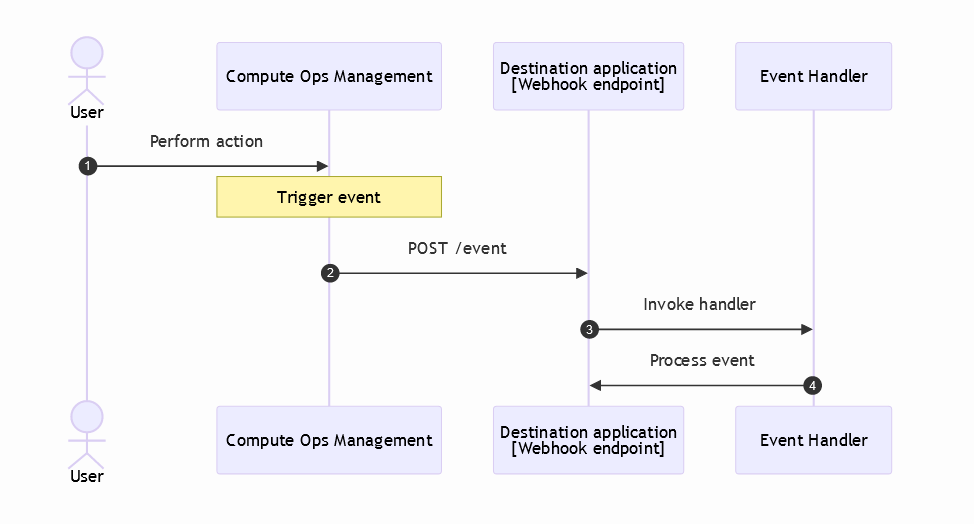 User
Compute Ops Management
Destination application
[Webhook endpoint]
Event Handler
Perform action
1
Trigger event
POST /event
2
Invoke handler
3
Process event
4
User
Compute Ops Management
Destination application
[Webhook endpoint]
Event Handler